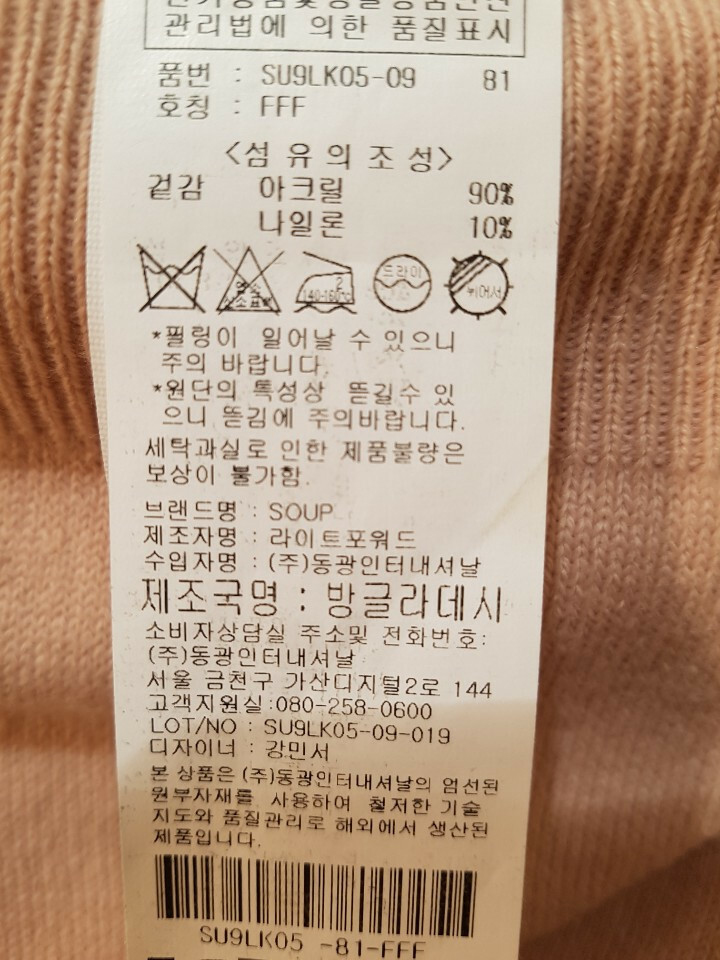 관리법에 의한 품질표시
품번 : SU9LK05-09 81
호칭 : FFF
<섬유의조성>
겉감 아크릴 90%
나일론 10%
염소 산소표백 2 140-160℃ 드라이 뉘어서
*필링이 일어날 수 있으니
주의 바랍니다.
*원단의 특성상 뜯길수 있
으니 뜯김에 주의바랍니다.
세탁과실로 인한 제품불량은
보상이 불가함.
브랜드명 : SOUP
제조자명 : 라이트포워드
수입자명 : (주)동광인터내셔날
제조국명 : 방글라데시
소비자상담실 주소및 전화번호:
(주)동광인터내셔날
서울 금천구 가산디지털2로 144
고객지원실:080-258-0600
LOT/NO : SU9LK05-09-019
디자이너 : 강민서
본 상품은 (주)동광인터내셔날의 엄선된
원부자재를 사용하여 철저한 기술
지도와 품질관리로 해외에서 생산된
제품입니다.
SU9LK05 -81-FFF